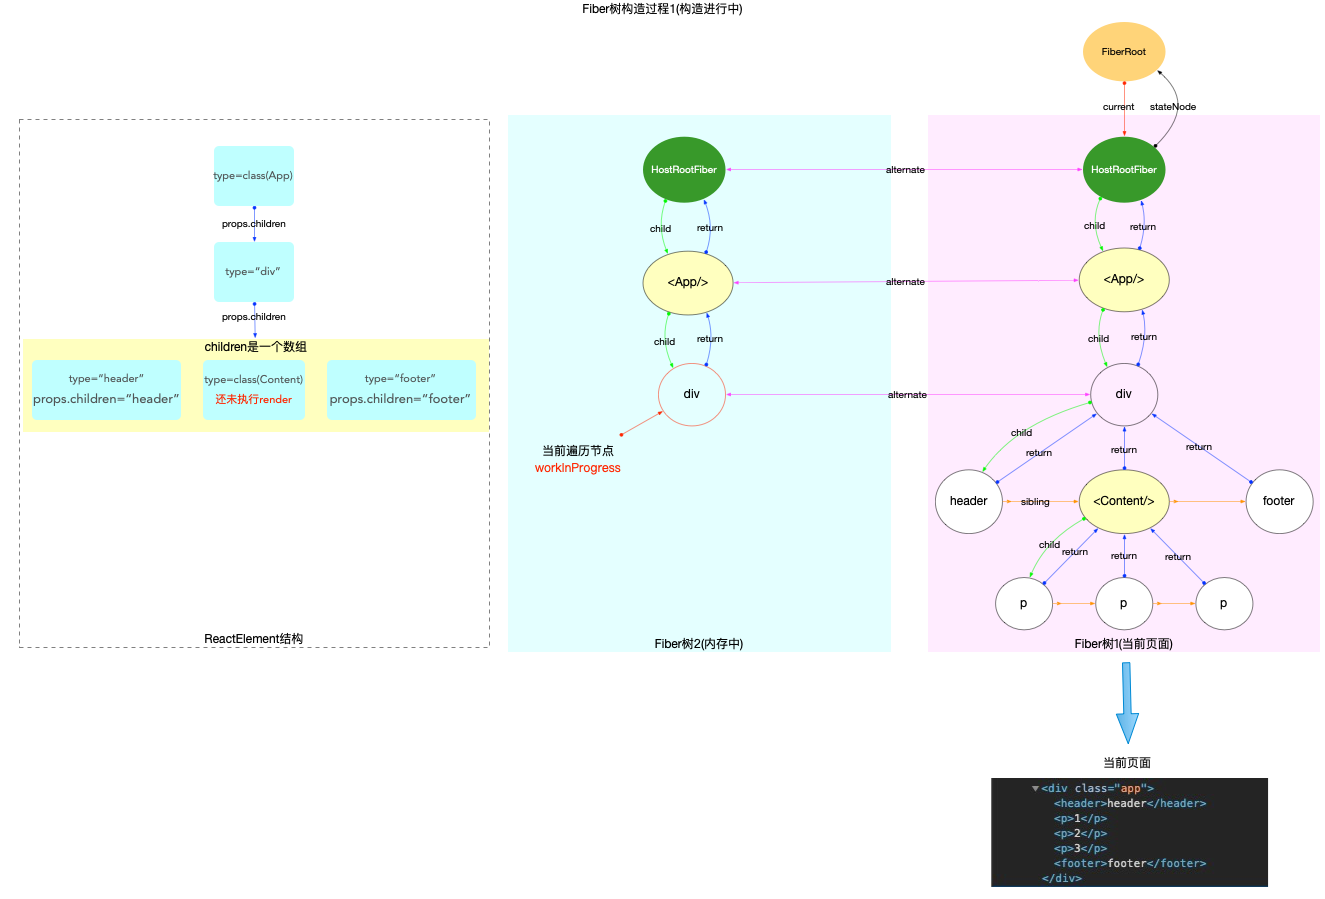 Fiber树构造过程1(构造进行中)
FiberRoot
current
stateNode
type=class(App)
props.children
type=“div”
props.children
children是一个数组
type=“header”
props.children=“header”
type=class(Content)
还未执行render
type=“footer”
props.children=“footer”
ReactElement结构
HostRootFiber
alternate
HostRootFiber
child
return
child
return
<App/>
alternate
<App/>
child
return
child
return
div
alternate
div
当前遍历节点
workInProgress
child
return
return
return
header
sibling
<Content/>
footer
child
return
return
return
p
p
p
Fiber树2(内存中)
Fiber树1(当前页面)
当前页面
<div class="app">
<header>header</header>
<p>1</p>
<p>2</p>
<p>3</p>
<footer>footer</footer>
</div>